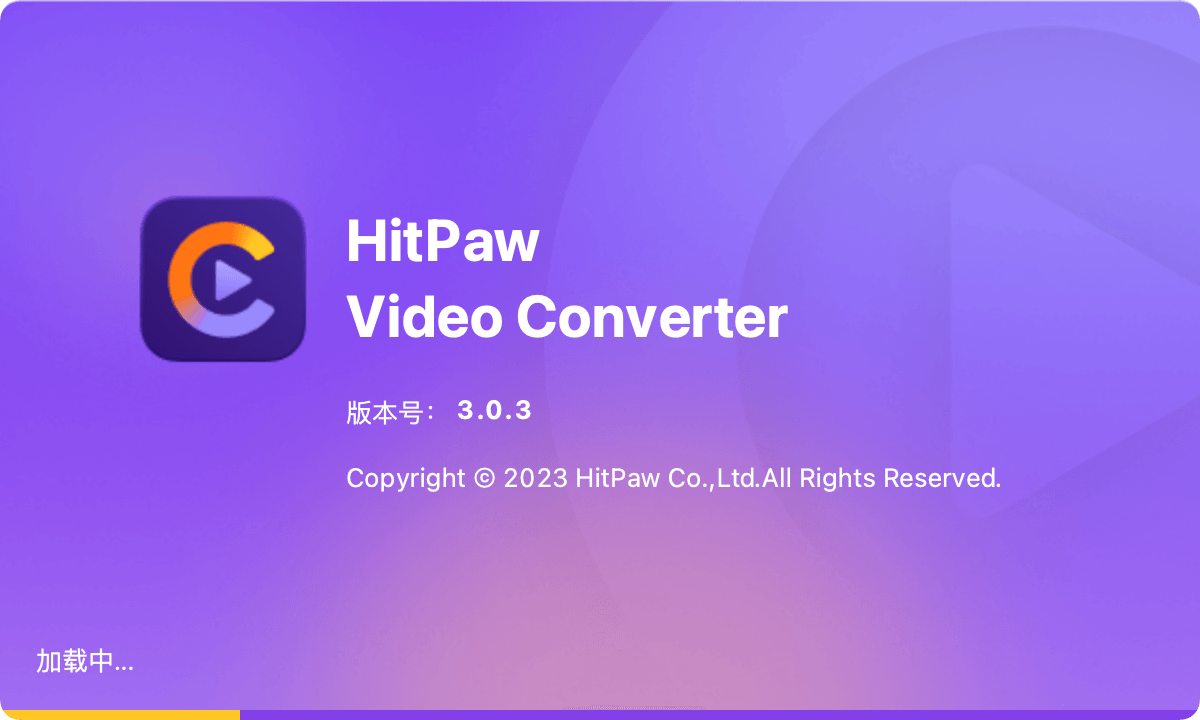 HitPaw
Video Converter
版本号： 3.0.3
Copyright © 2023 HitPaw Co.,Ltd.All Rights Reserved.
加载中...